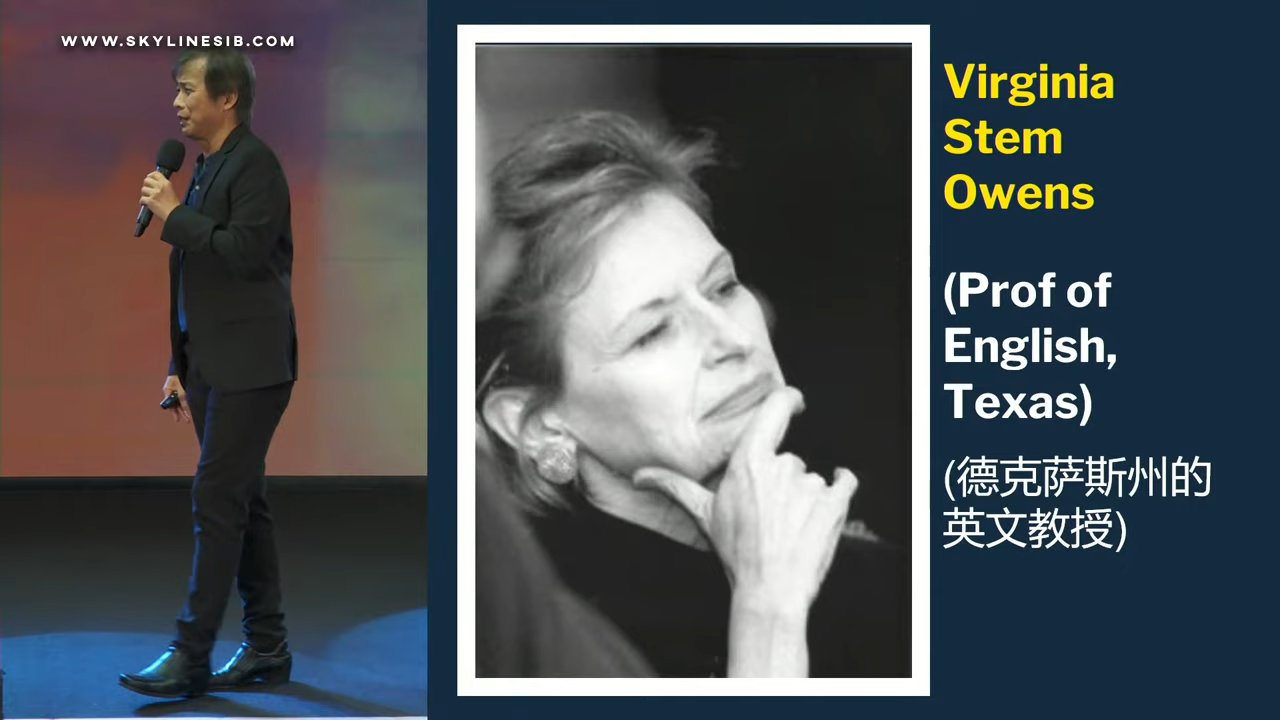 WWW.SKYLINESIB.COM
Virginia
Stem
Owens
(Prof of
English,
Texas)
(德克萨斯州的
英文教授)